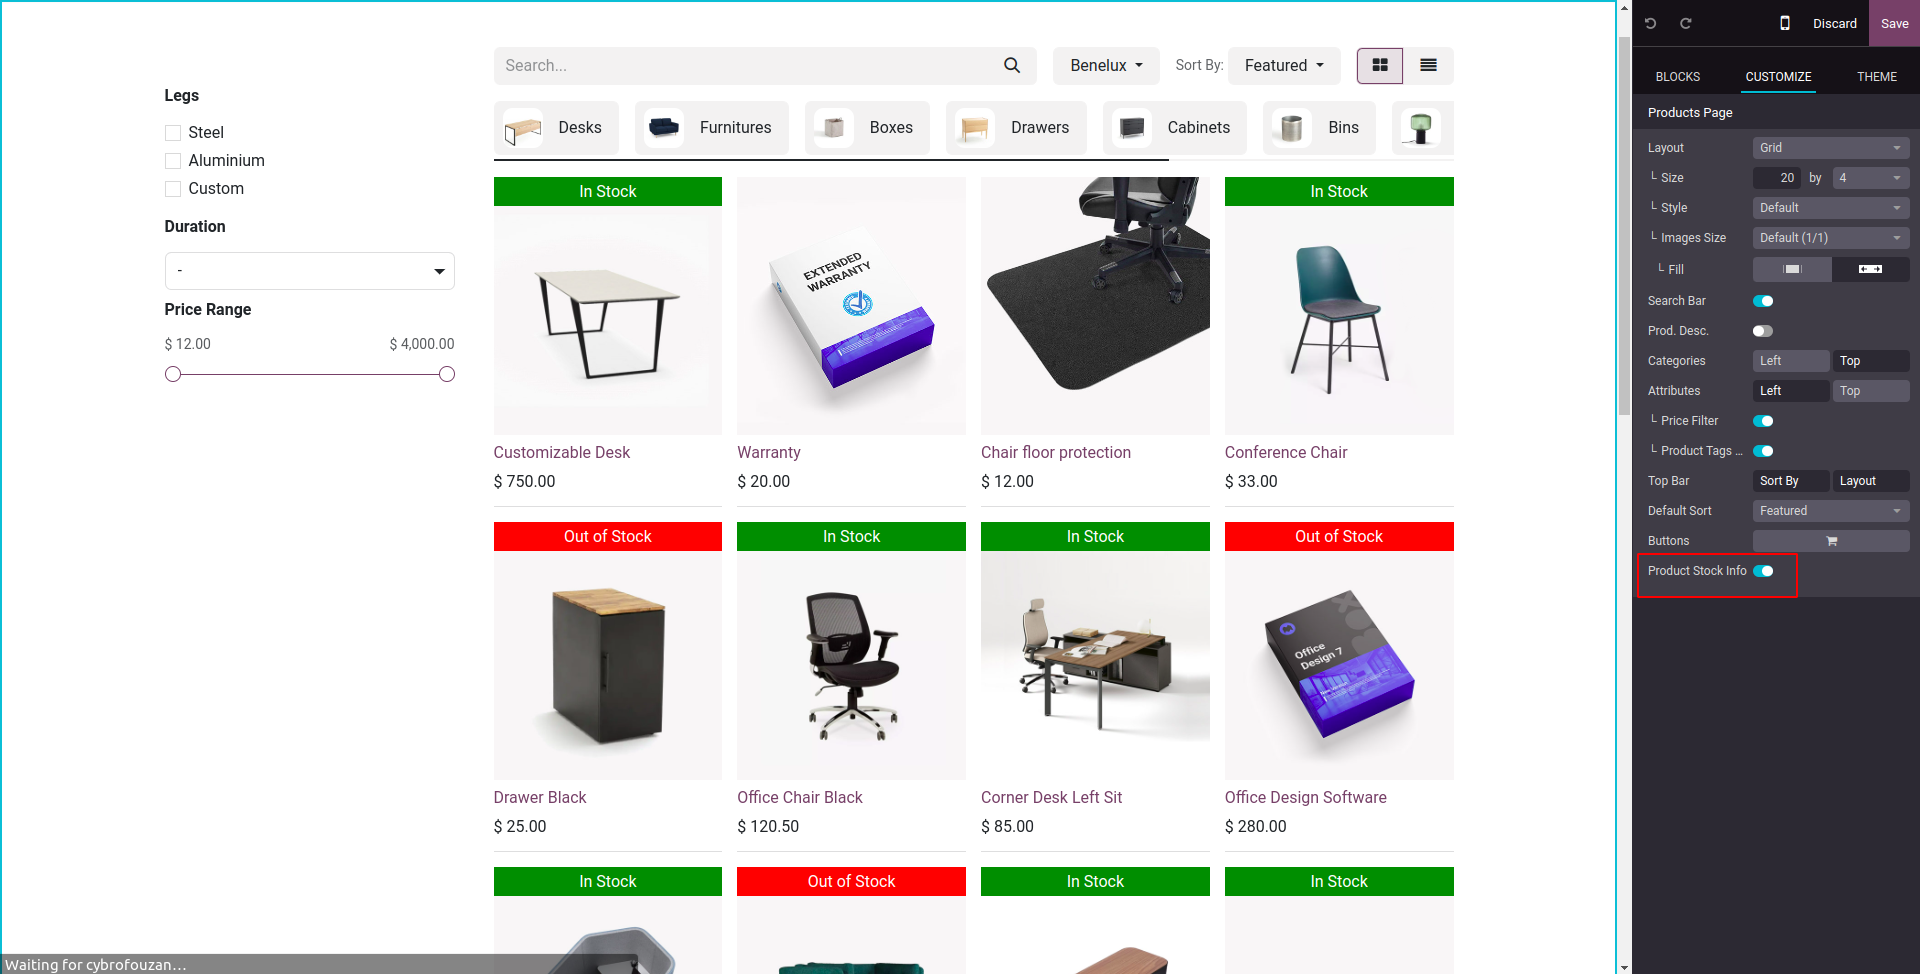 Discard
Save
BLOCKS
CUSTOMIZE
THEME
Search...
Benelux
Sort By:
Featured
Legs
Steel
Aluminium
Custom
Duration
-
Price Range
$ 12.00
$ 4,000.00
Desks
Furnitures
Boxes
Drawers
Cabinets
Bins
In Stock
In Stock
EXTENDED
WARRANTY
Customizable Desk
Warranty
Chair floor protection
Conference Chair
$ 750.00
$ 20.00
$ 12.00
$ 33.00
Out of Stock
In Stock
In Stock
Out of Stock
Office
Design 7
Drawer Black
Office Chair Black
Corner Desk Left Sit
Office Design Software
$ 25.00
$ 120.50
$ 85.00
$ 280.00
In Stock
Out of Stock
In Stock
In Stock
Waiting for cybrofouzan...
Products Page
Layout
Grid
└ Size
20 by 4
└ Style
Default
└ Images Size
Default (1/1)
└ Fill
Search Bar
Prod. Desc.
Categories
Left
Top
Attributes
Left
Top
└ Price Filter
└ Product Tags ...
Top Bar
Sort By
Layout
Default Sort
Featured
Buttons
Product Stock Info